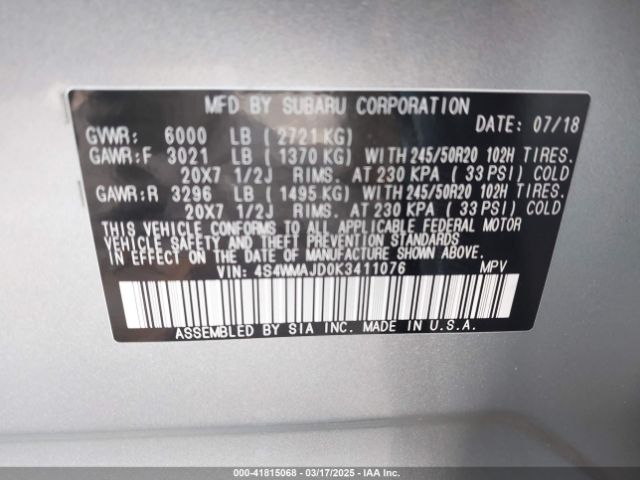 MFD BY SUBARU CORPORATION
DATE: 07/18
GVWR: 6000 LB (2721 KG)
GAWR:F 3021 LB (1370 KG) WITH 245/50R20 102H TIRES.
20X7 1/2J RIMS. AT 230 KPA (33 PSI) COLD
GAWR:R 3296 LB (1495 KG) WITH 245/50R20 102H TIRES.
20X7 1/2J RIMS. AT 230 KPA (33 PSI) COLD
THIS VEHICLE CONFORMS TO ALL APPLICABLE FEDERAL MOTOR
VEHICLE SAFETY AND THEFT PREVENTION STANDARDS
IN EFFECT ON THE DATE OF MANUFACTURE SHOWN ABOVE.
VIN: 4S4WMAJD0K3411076 MPV
ASSEMBLED BY SIA INC. MADE IN U.S.A.
000-41815068 — 03/17/2025 — IAA Inc.